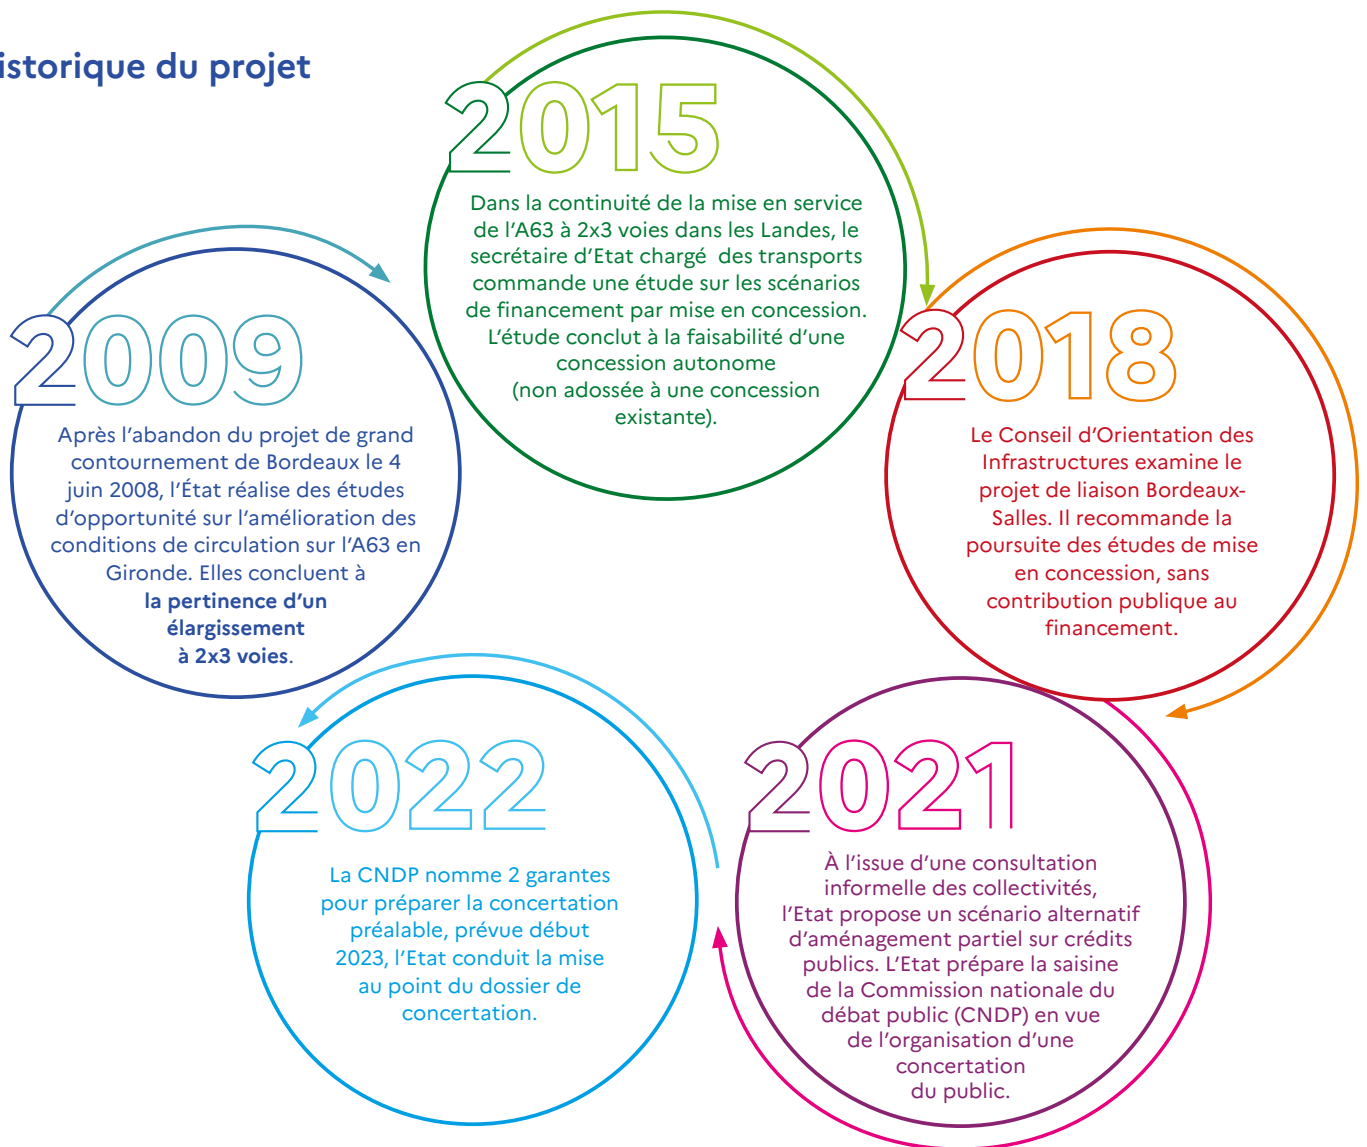 istorique du projet
2009
Après l'abandon du projet de grand
contournement de Bordeaux le 4
juin 2008, l'État réalise des études
d'opportunité sur l'amélioration des
conditions de circulation sur l'A63 en
Gironde. Elles concluent à
la pertinence d'un
élargissement
à 2x3 voies.
2015
Dans la continuité de la mise en service
de l'A63 à 2x3 voies dans les Landes, le
secrétaire d'Etat chargé des transports
commande une étude sur les scénarios
de financement par mise en concession.
L'étude conclut à la faisabilité d'une
concession autonome
(non adossée à une concession
existante).
2018
Le Conseil d'Orientation des
Infrastructures examine le
projet de liaison Bordeaux-
Salles. Il recommande la
poursuite des études de mise
en concession, sans
contribution publique au
financement.
2021
À l'issue d'une consultation
informelle des collectivités,
l'Etat propose un scénario alternatif
d'aménagement partiel sur crédits
publics. L'Etat prépare la saisine
de la Commission nationale du
débat public (CNDP) en vue
de l'organisation d'une
concertation
du public.
2022
La CNDP nomme 2 garantes
pour préparer la concertation
préalable, prévue début
2023, l'Etat conduit la mise
au point du dossier de
concertation.